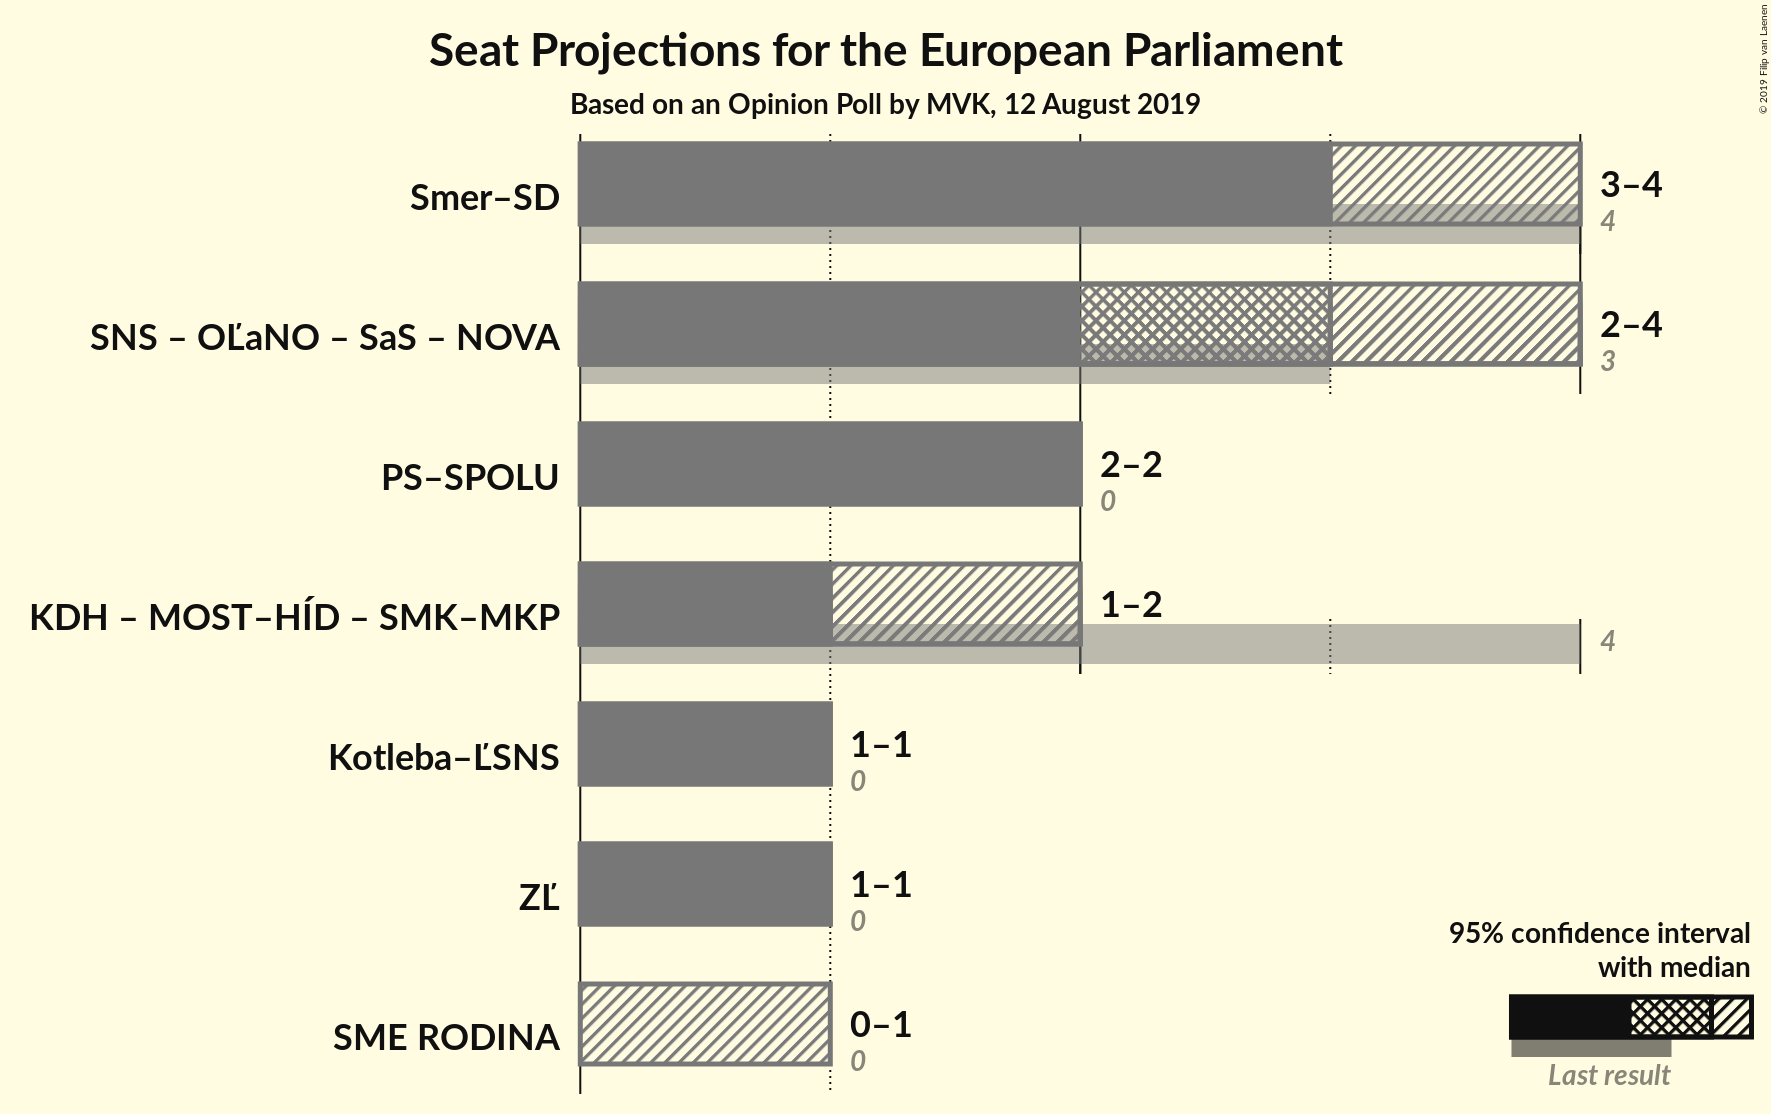 Seat Projections for the European Parliament
Based on an Opinion Poll by MVK, 12 August 2019
© 2019 Filip van Laenen
Smer–SD
3–4
4
SNS – OĽaNO – SaS – NOVA
2–4
3
PS–SPOLU
2–2
0
KDH – MOST–HÍD – SMK–MKP
1–2
4
Kotleba–ĽSNS
1–1
0
ZĽ
1–1
0
SME RODINA
0–1
0
95% confidence interval
with median
Last result